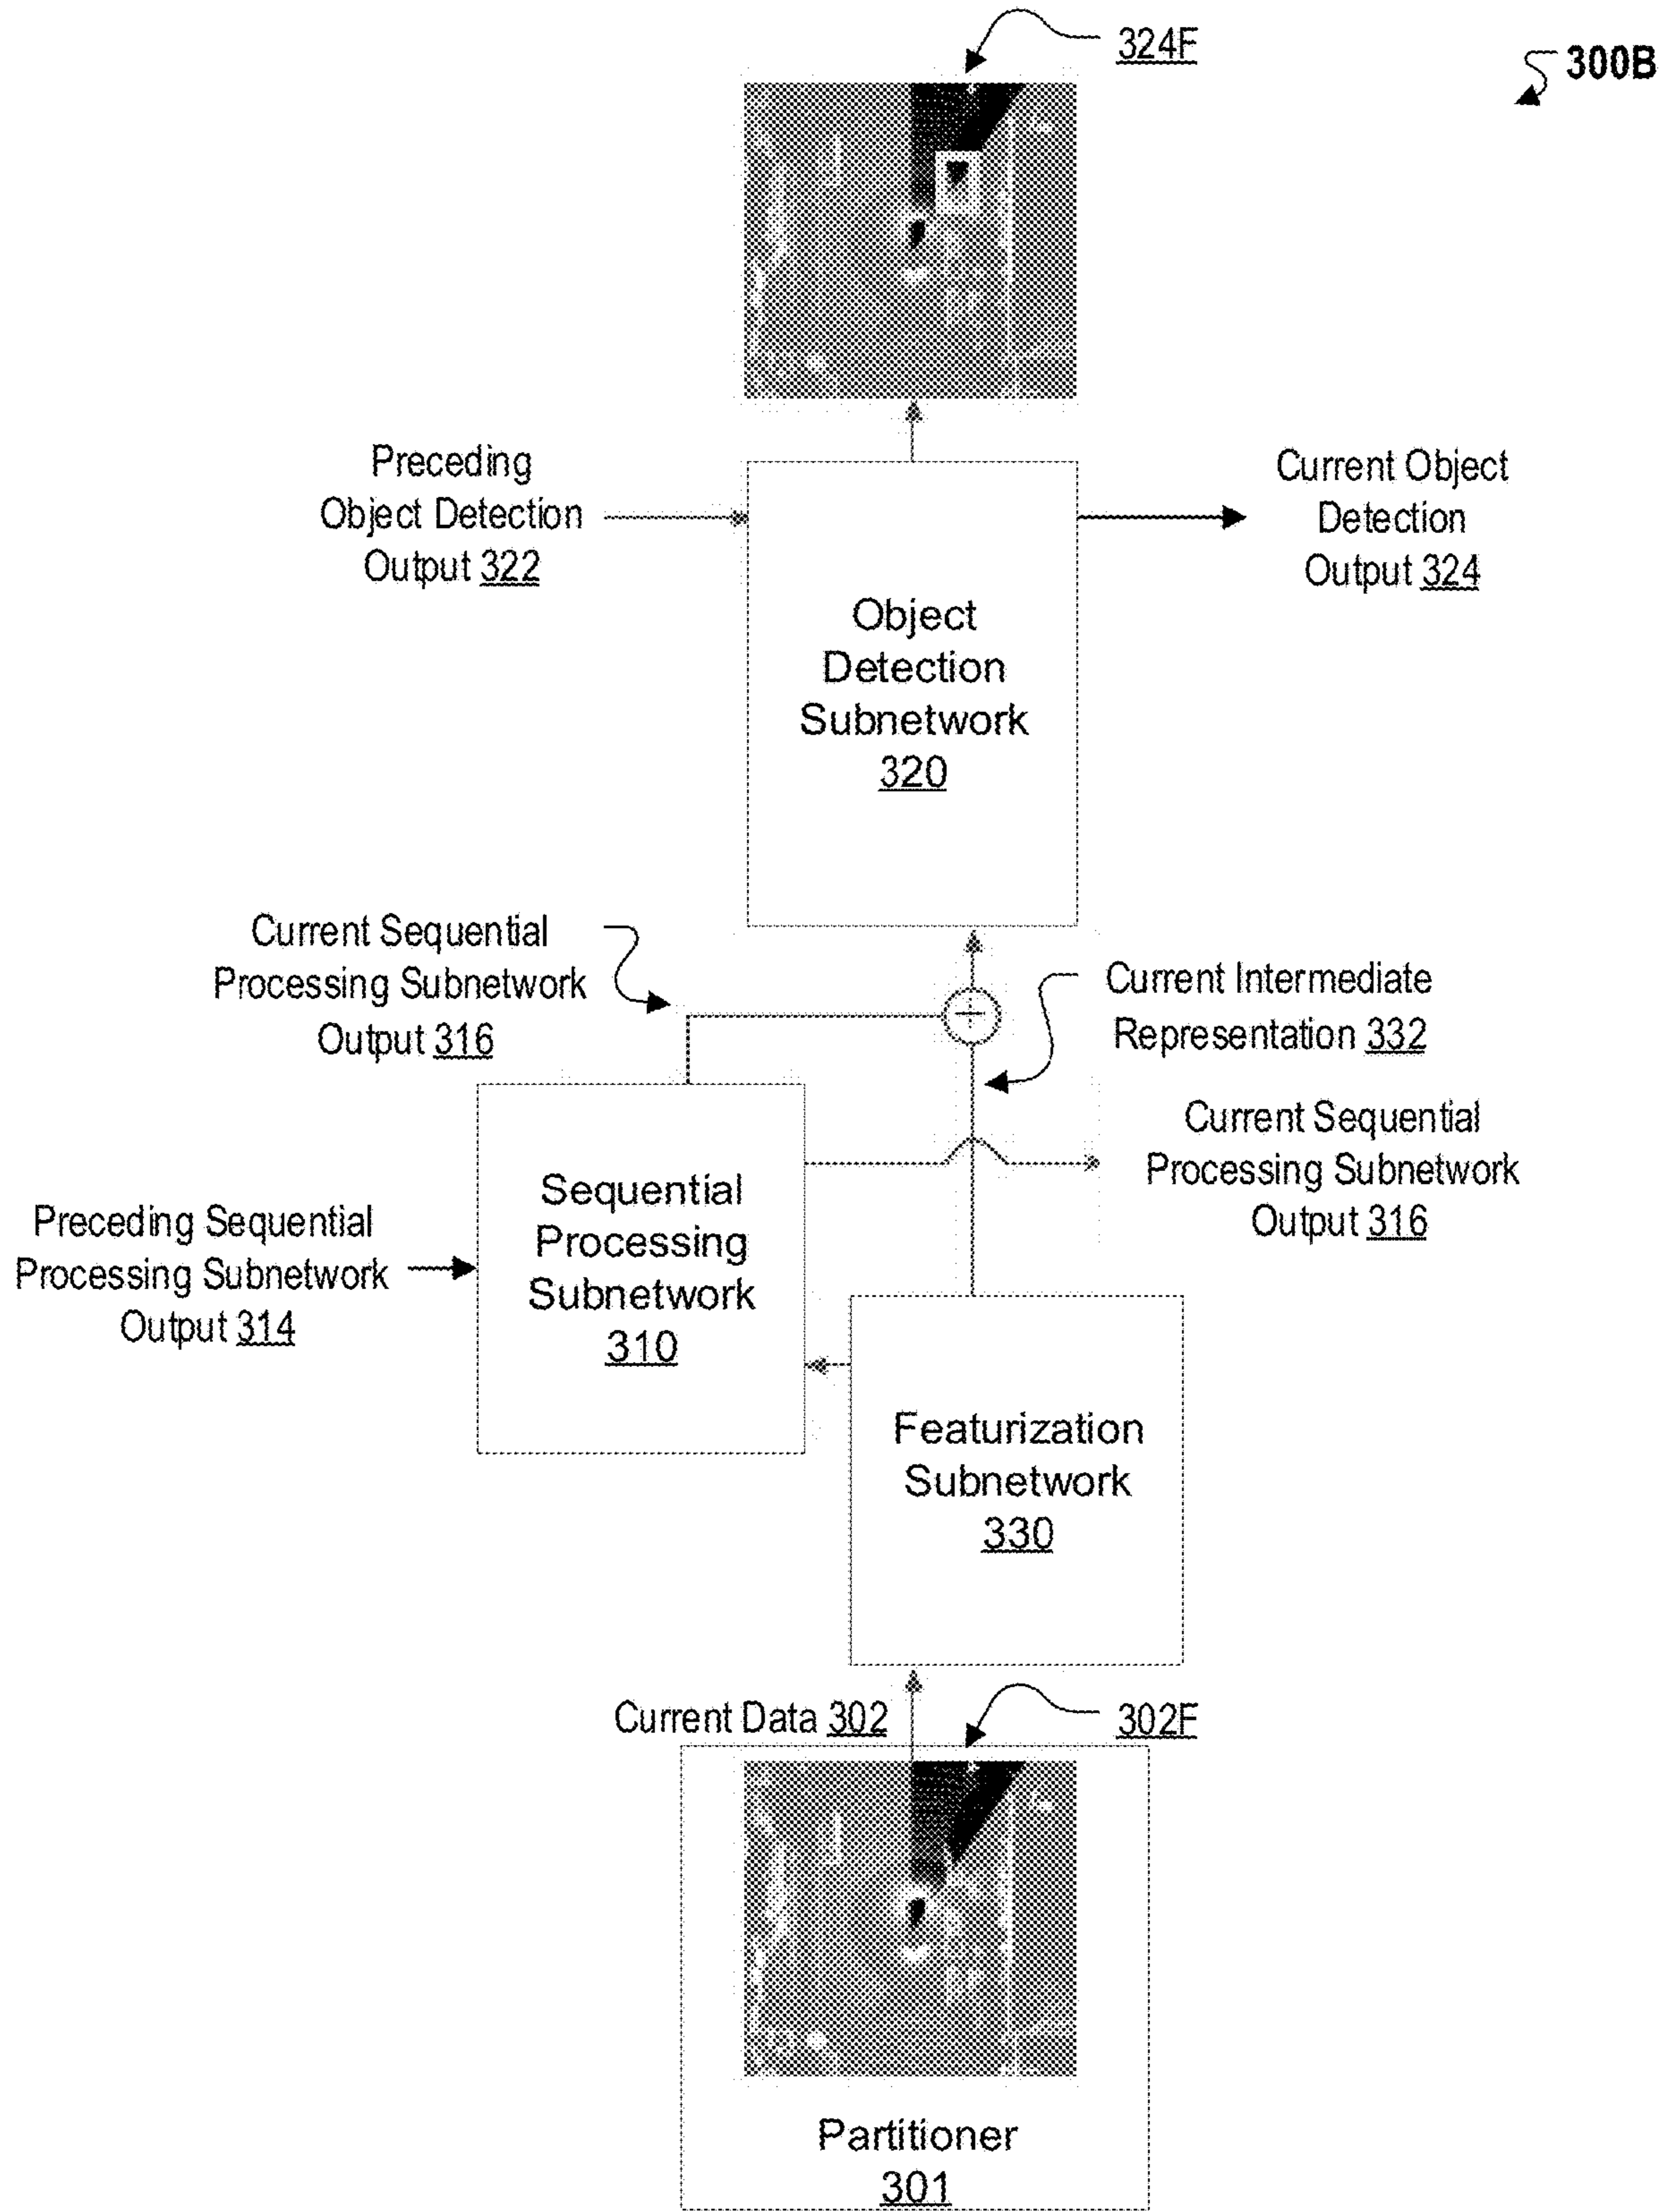 324F
300B
Preceding
Object Detection
Output 322
Current Object
Detection
Output 324
Object
Detection
Subnetwork
320
Current Sequential
Processing Subnetwork
Output 316
Current Intermediate
Representation 332
Current Sequential
Processing Subnetwork
Output 316
Sequential
Processing
Subnetwork
310
Preceding Sequential
Processing Subnetwork
Output 314
Featurization
Subnetwork
330
Current Data 302
302F
Partitioner
301